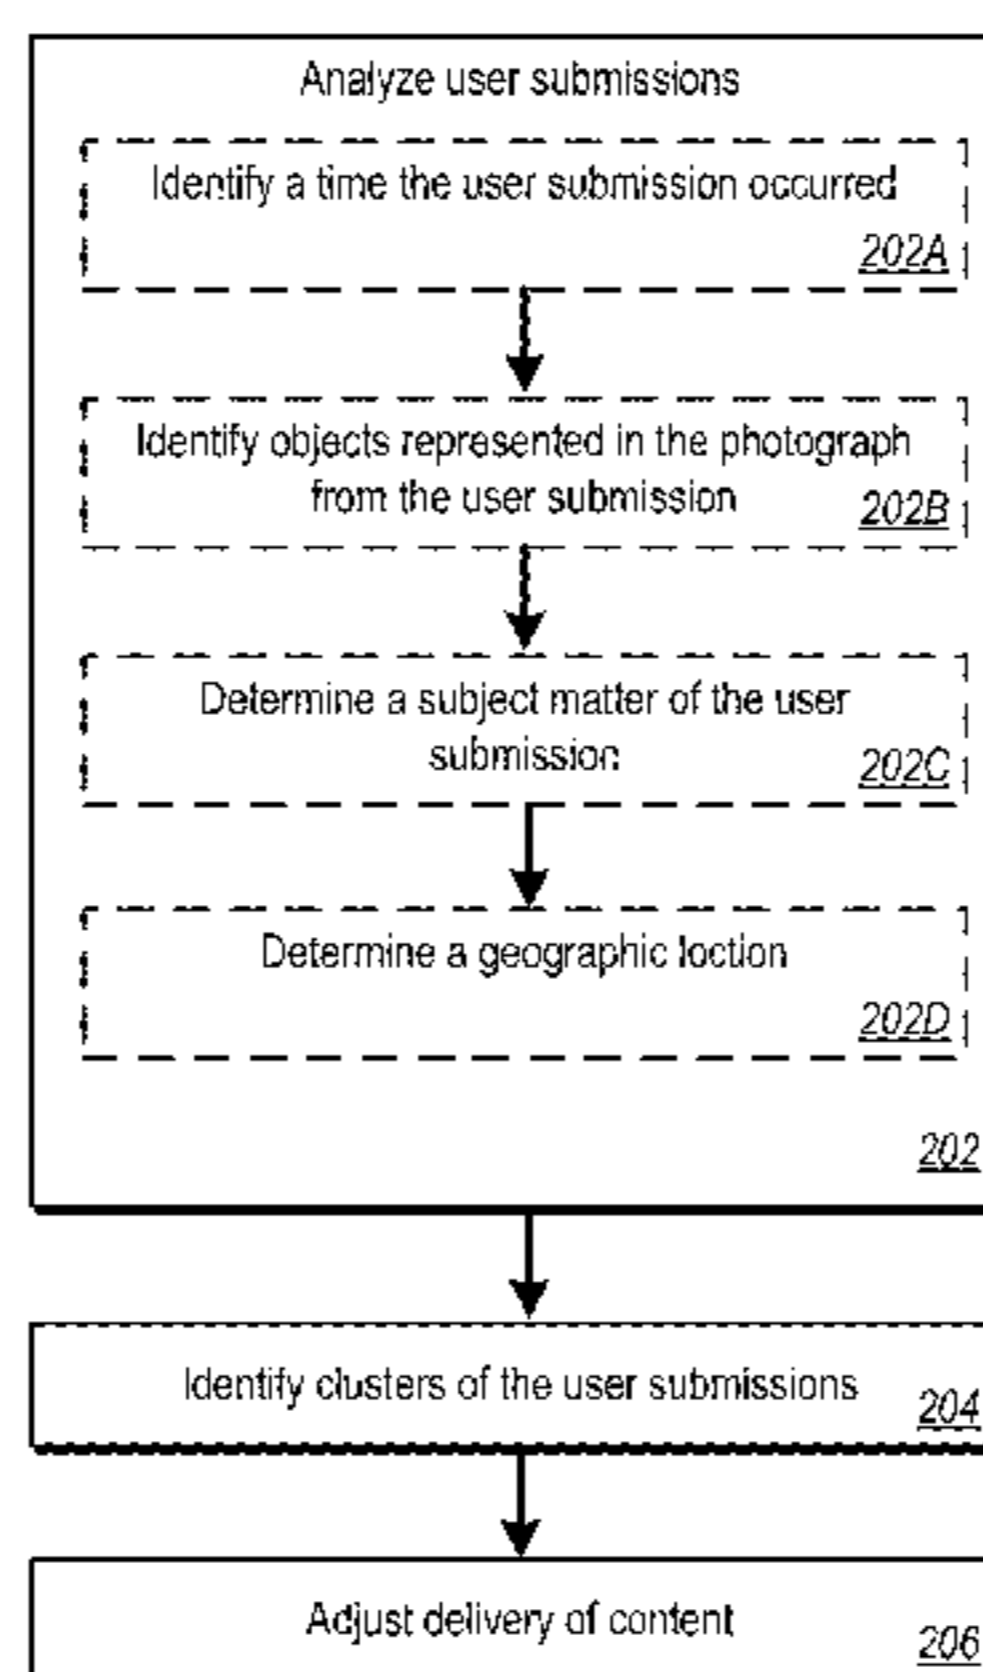 Analyze user submissions
Identify a time the user submission occurred
202A
Identify objects represented in the photograph
from the user submission
202B
Determine a subject matter of the user
submission
202C
Determine a geographic loction
202D
202
Identify clusters of the user submissions
204
Adjust delivery of content
206